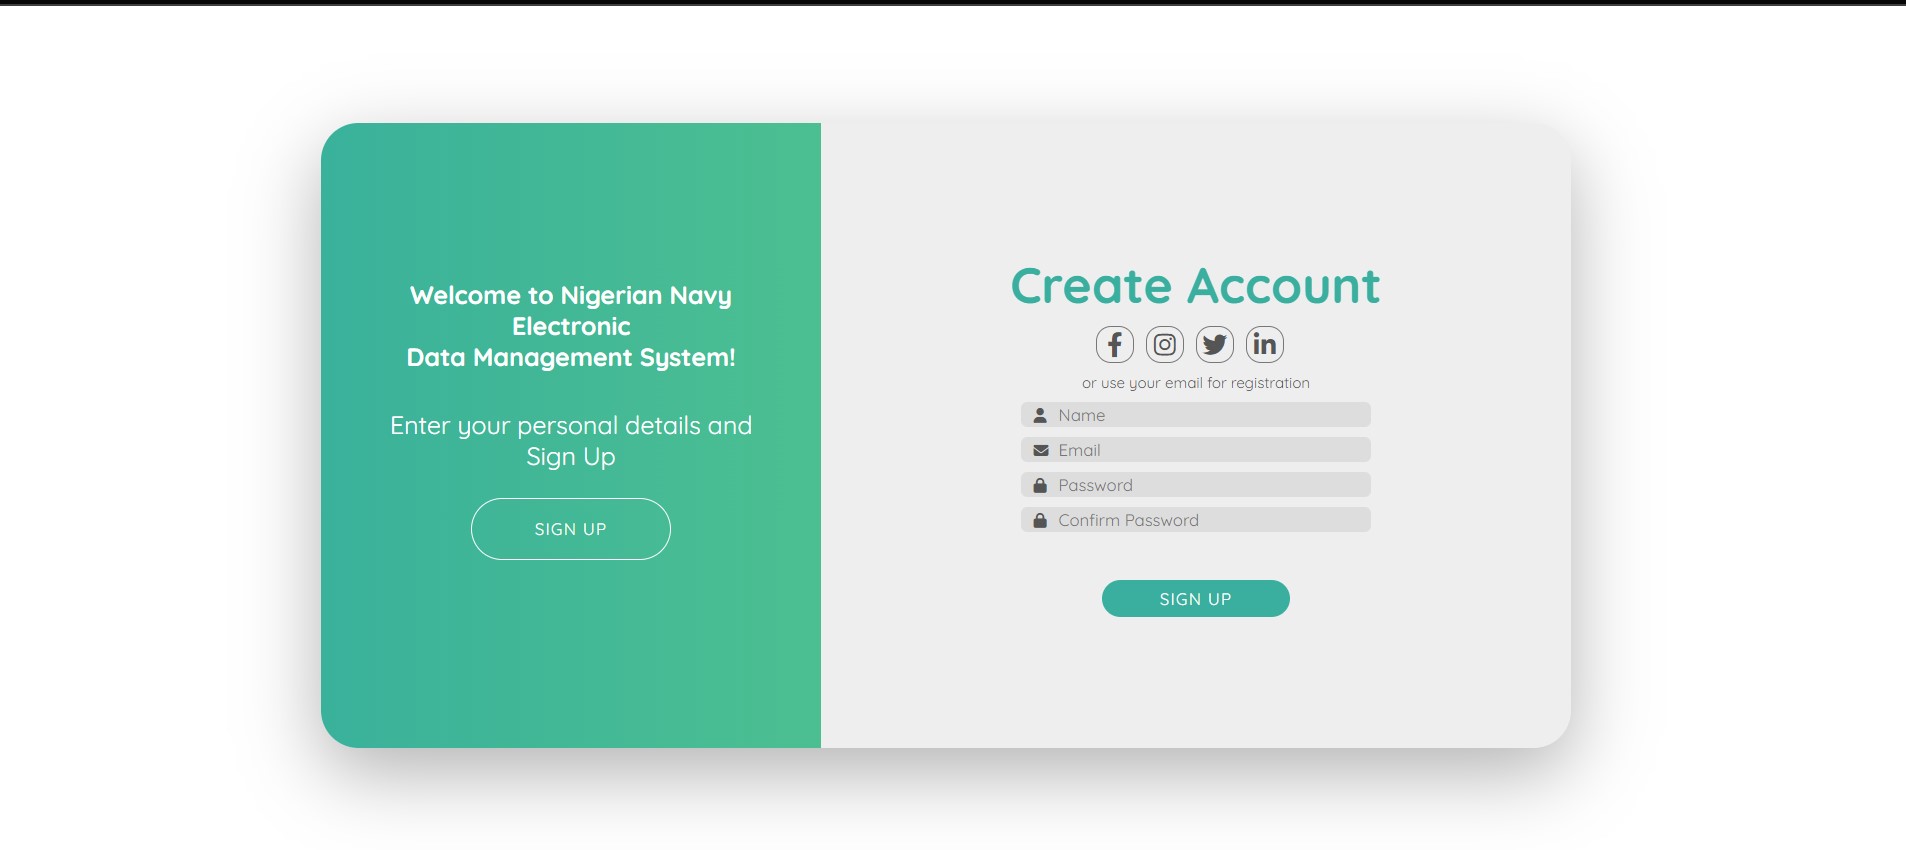 Welcome to Nigerian Navy
Electronic
Data Management System!
Enter your personal details and
Sign Up
SIGN UP
Create Account
or use your email for registration
Name
Email
Password
Confirm Password
SIGN UP